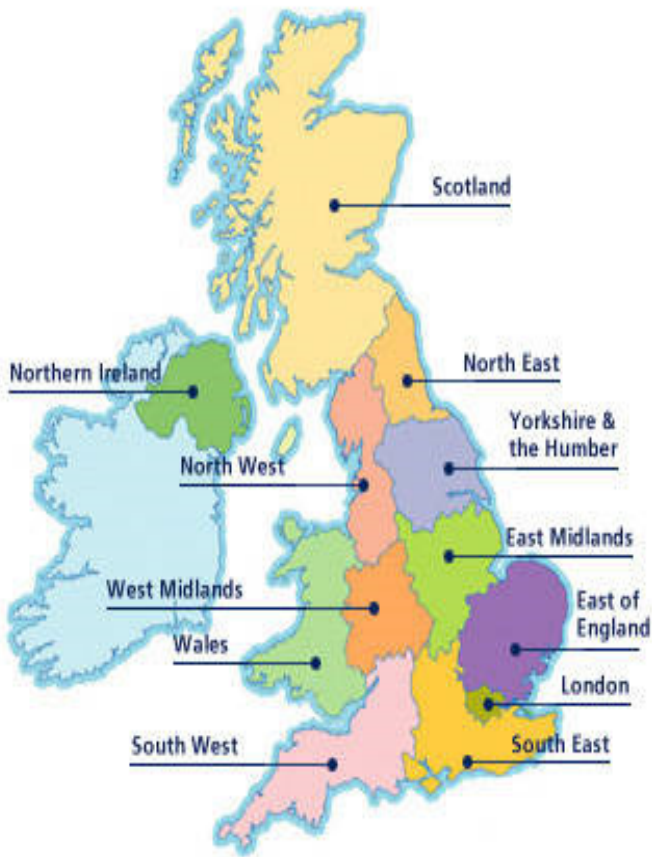 Scotland
Northern Ireland
North East
Yorkshire &
the Humber
North West
East Midlands
West Midlands
East of
England
Wales
London
South West
South East